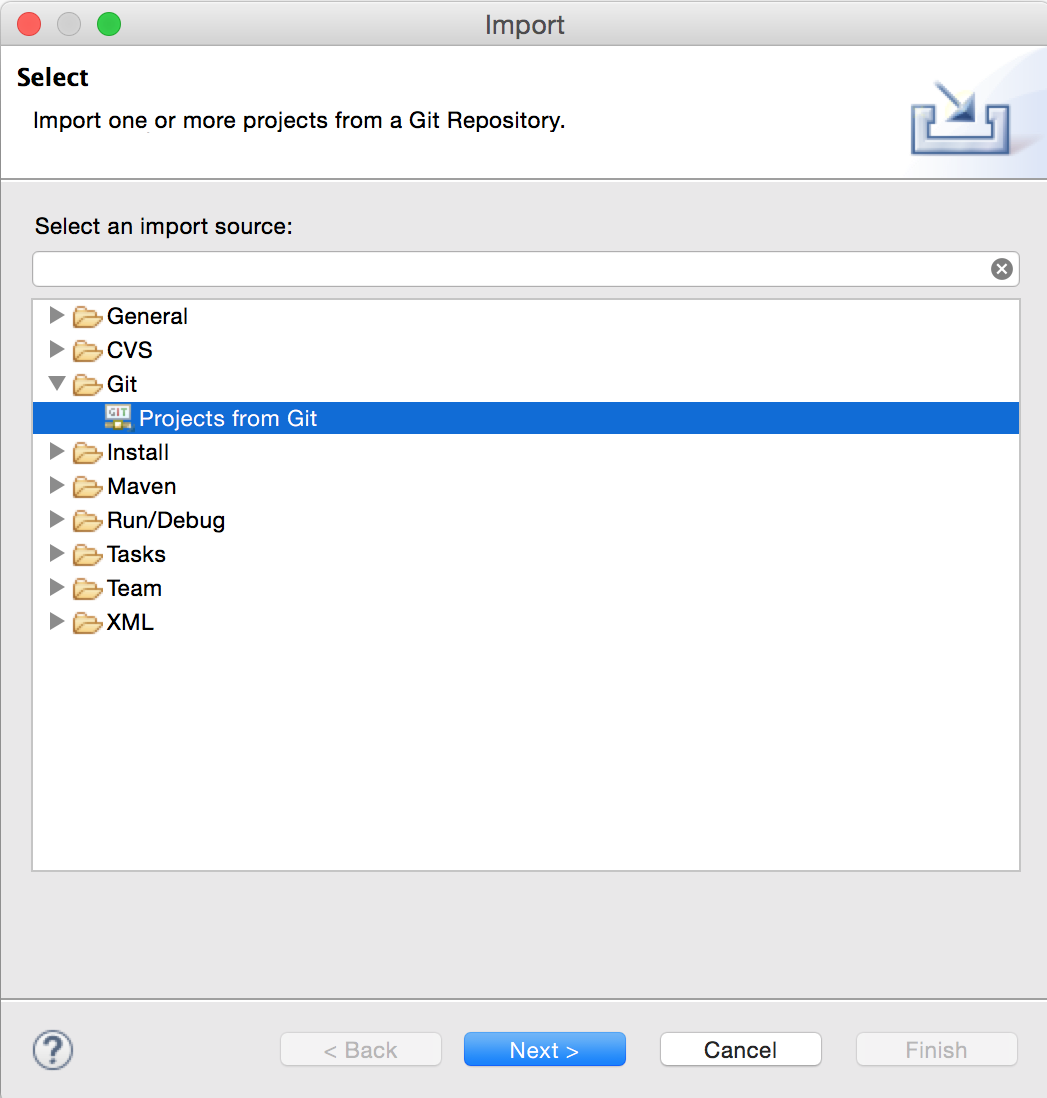 Import
Select
Import one or more projects from a Git Repository.
Select an import source:
General
CVS
Git
GIT Projects from Git
Install
Maven
Run/Debug
Tasks
Team
XML
? < Back Next > Cancel Finish